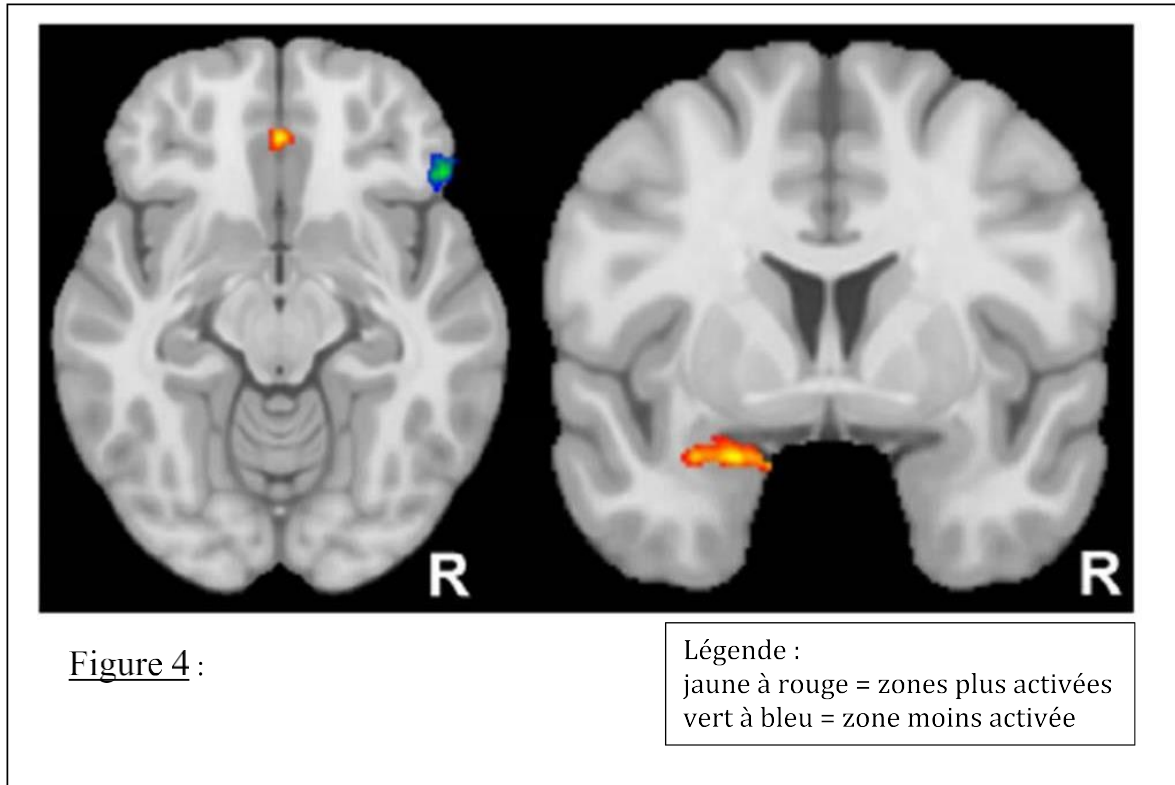 R
R
Figure 4 :
Légende :
jaune à rouge = zones plus activées
vert à bleu = zone moins activée